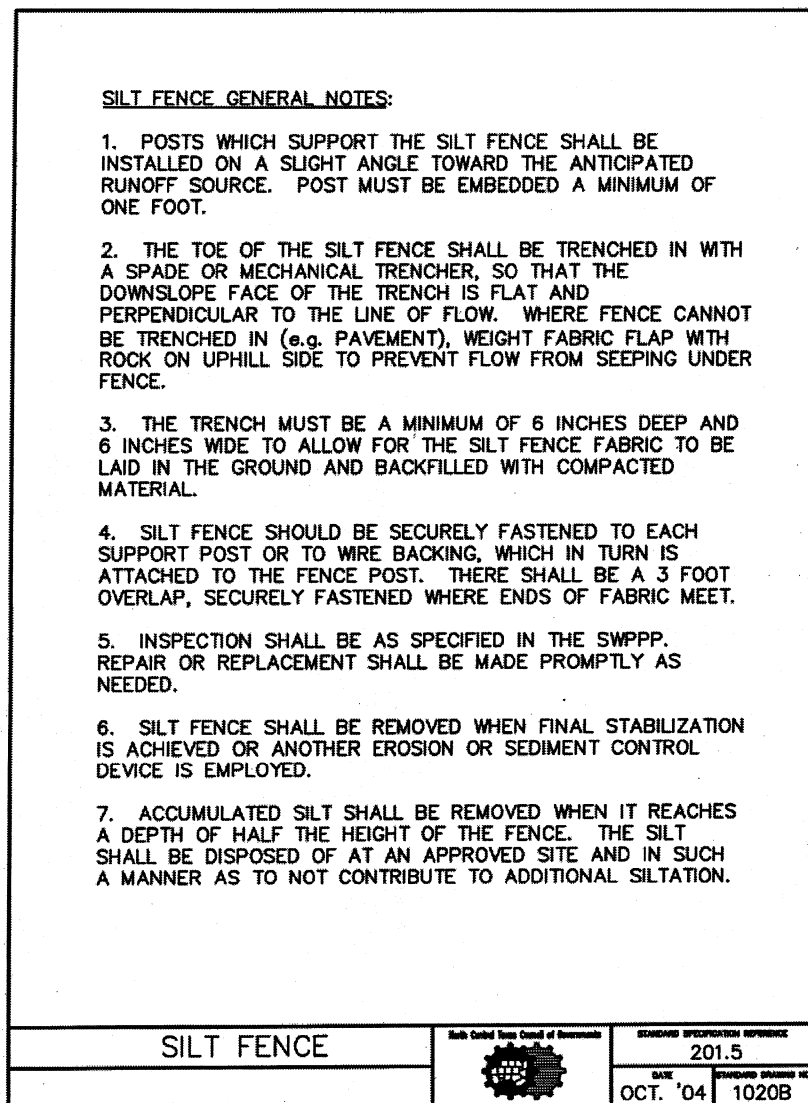 SILT FENCE GENERAL NOTES:
1. POSTS WHICH SUPPORT THE SILT FENCE SHALL BE
INSTALLED ON A SLIGHT ANGLE TOWARD THE ANTICIPATED
RUNOFF SOURCE. POST MUST BE EMBEDDED A MINIMUM OF
ONE FOOT.
2. THE TOE OF THE SILT FENCE SHALL BE TRENCHED IN WITH
A SPADE OR MECHANICAL TRENCHER, SO THAT THE
DOWNSLOPE FACE OF THE TRENCH IS FLAT AND
PERPENDICULAR TO THE LINE OF FLOW. WHERE FENCE CANNOT
BE TRENCHED IN (e.g. PAVEMENT), WEIGHT FABRIC FLAP WITH
ROCK ON UPHILL SIDE TO PREVENT FLOW FROM SEEPING UNDER
FENCE.
3. THE TRENCH MUST BE A MINIMUM OF 6 INCHES DEEP AND
6 INCHES WIDE TO ALLOW FOR THE SILT FENCE FABRIC TO BE
LAID IN THE GROUND AND BACKFILLED WITH COMPACTED
MATERIAL.
4. SILT FENCE SHOULD BE SECURELY FASTENED TO EACH
SUPPORT POST OR TO WIRE BACKING, WHICH IN TURN IS
ATTACHED TO THE FENCE POST. THERE SHALL BE A 3 FOOT
OVERLAP, SECURELY FASTENED WHERE ENDS OF FABRIC MEET.
5. INSPECTION SHALL BE AS SPECIFIED IN THE SWPPP.
REPAIR OR REPLACEMENT SHALL BE MADE PROMPTLY AS
NEEDED.
6. SILT FENCE SHALL BE REMOVED WHEN FINAL STABILIZATION
IS ACHIEVED OR ANOTHER EROSION OR SEDIMENT CONTROL
DEVICE IS EMPLOYED.
7. ACCUMULATED SILT SHALL BE REMOVED WHEN IT REACHES
A DEPTH OF HALF THE HEIGHT OF THE FENCE. THE SILT
SHALL BE DISPOSED OF AT AN APPROVED SITE AND IN SUCH
A MANNER AS TO NOT CONTRIBUTE TO ADDITIONAL SILTATION.
SILT FENCE
North Central Texas Council of Governments
STANDARD SPECIFICATION REFERENCE
201.5
DATE
OCT. '04
STANDARD DRAWING NO
1020B